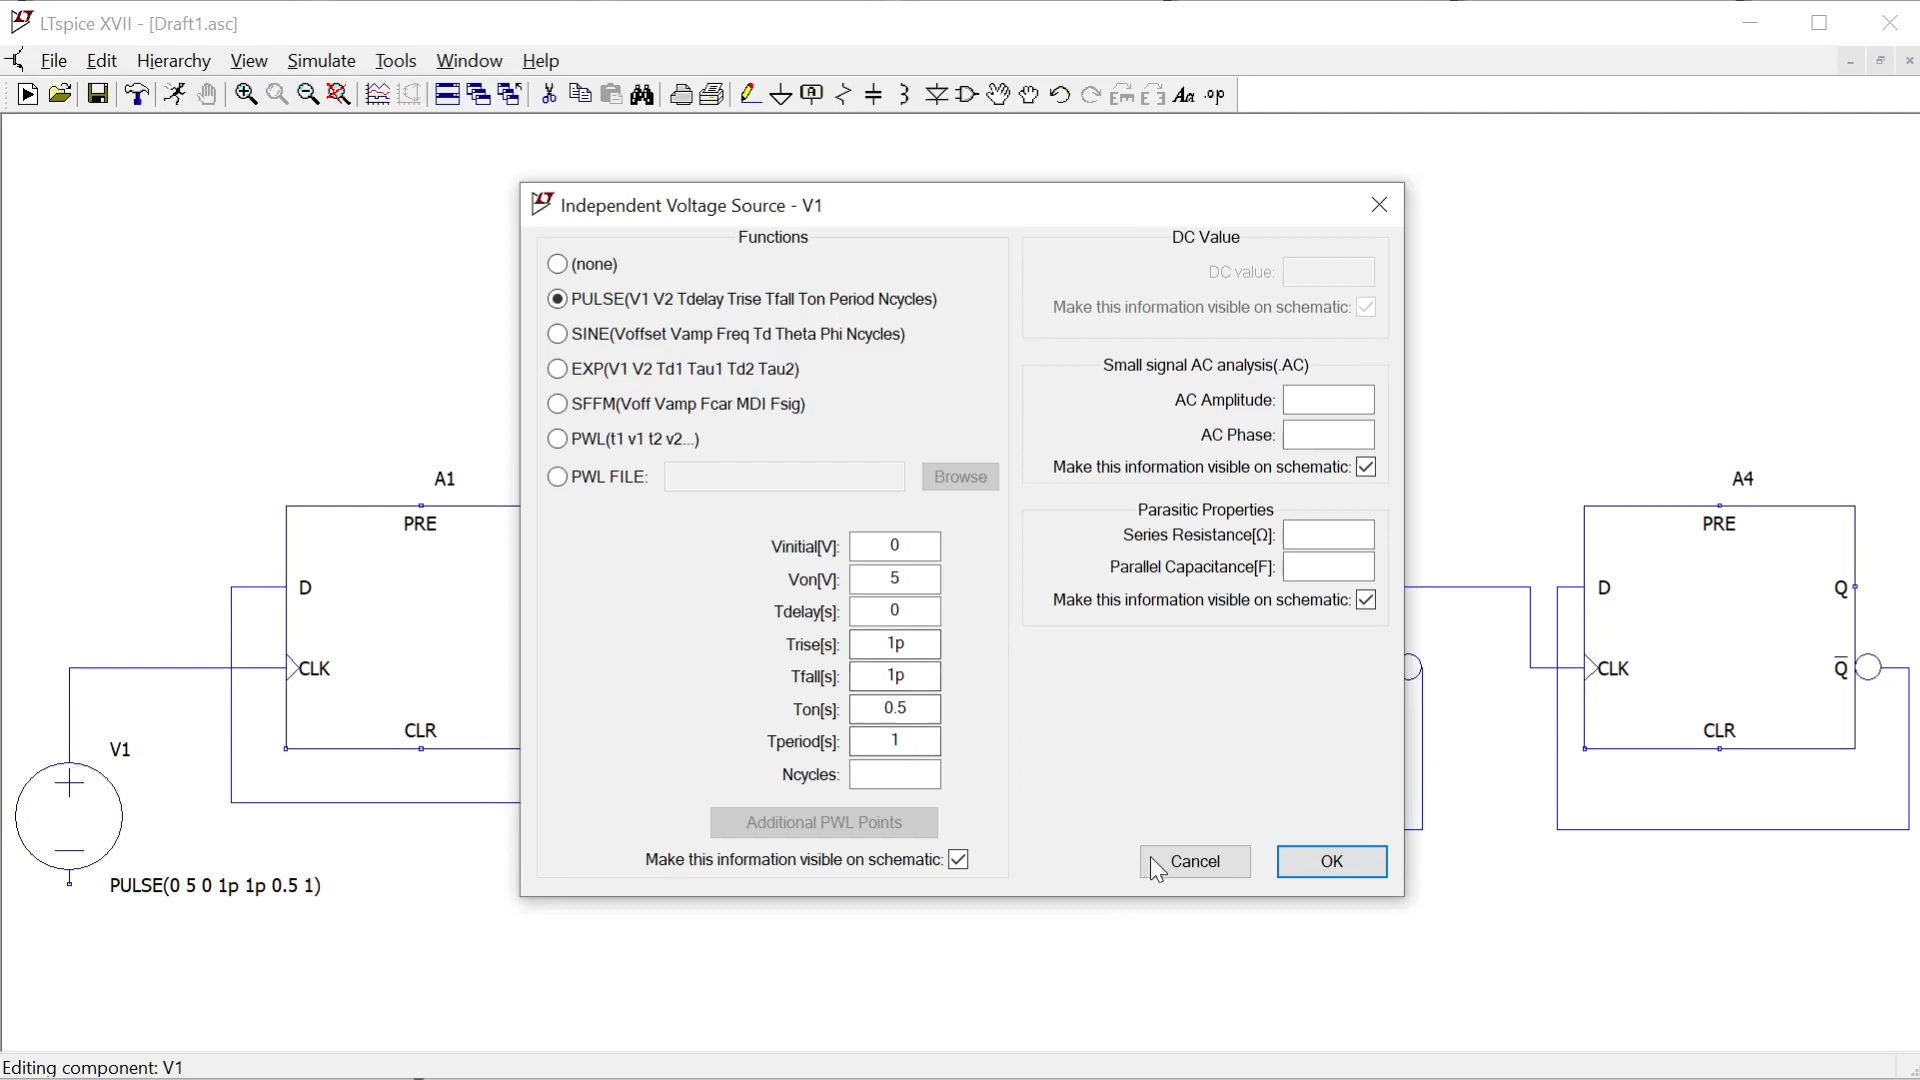 LTspice XVII - [Draft1.asc]
File Edit Hierarchy View Simulate Tools Window Help
Aa .op
Independent Voltage Source - V1
Functions
(none)
PULSE(V1 V2 Tdelay Trise Tfall Ton Period Ncycles)
SINE(Voffset Vamp Freq Td Theta Phi Ncycles)
EXP(V1 V2 Td1 Tau1 Td2 Tau2)
SFFM(Voff Vamp Fcar MDI Fsig)
PWL(t1 v1 t2 v2...)
PWL FILE: Browse
Vinitial[V]: 0
Von[V]: 5
Tdelay[s]: 0
Trise[s]: 1p
Tfall[s]: 1p
Ton[s]: 0.5
Tperiod[s]: 1
Ncycles:
Additional PWL Points
Make this information visible on schematic:
DC Value
DC value:
Make this information visible on schematic:
Small signal AC analysis(.AC)
AC Amplitude:
AC Phase:
Make this information visible on schematic:
Parasitic Properties
Series Resistance[Ω]:
Parallel Capacitance[F]:
Make this information visible on schematic:
Cancel OK
A1
PRE
D
CLK
CLR
V1
PULSE(0 5 0 1p 1p 0.5 1)
A4
PRE
D Q
CLK Q̅
CLR
Editing component: V1